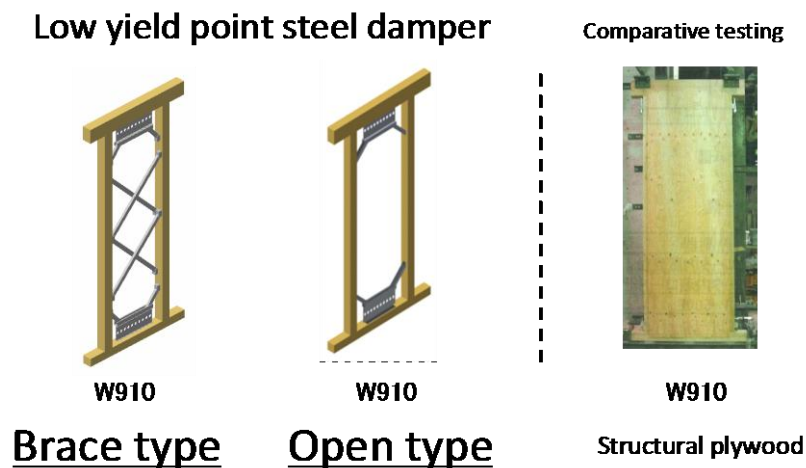 Low yield point steel damper
Comparative testing
W910
W910
W910
Brace type
Open type
Structural plywood